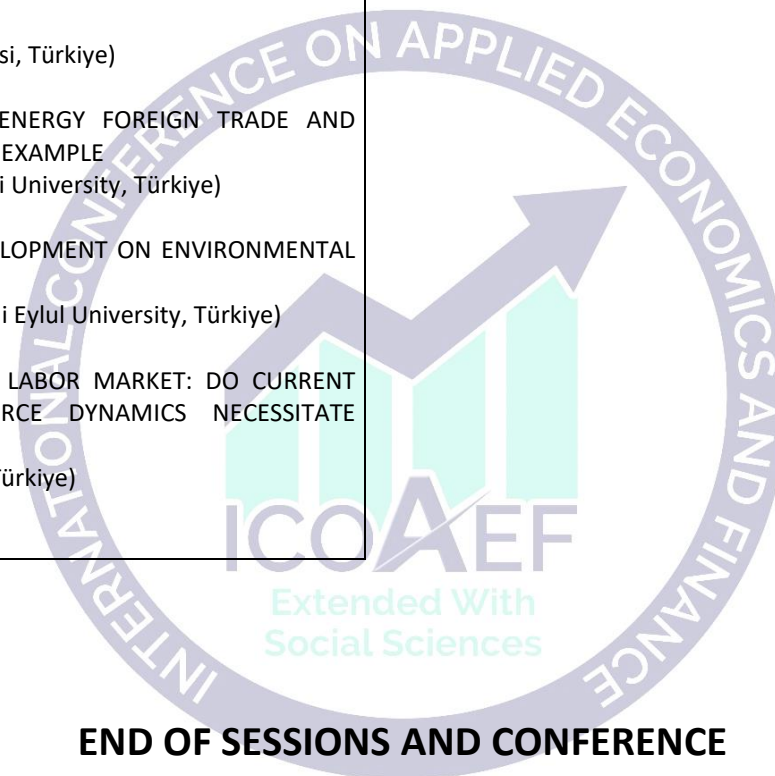 si, Türkiye)
ENERGY FOREIGN TRADE AND
EXAMPLE
i University, Türkiye)
LOPMENT ON ENVIRONMENTAL
i Eylul University, Türkiye)
LABOR MARKET: DO CURRENT
RCE DYNAMICS NECESSITATE
Türkiye)
INTERNATIONAL CONFERENCE ON APPLIED ECONOMICS AND FINANCE
ICOAEF
Extended With
Social Sciences
END OF SESSIONS AND CONFERENCE